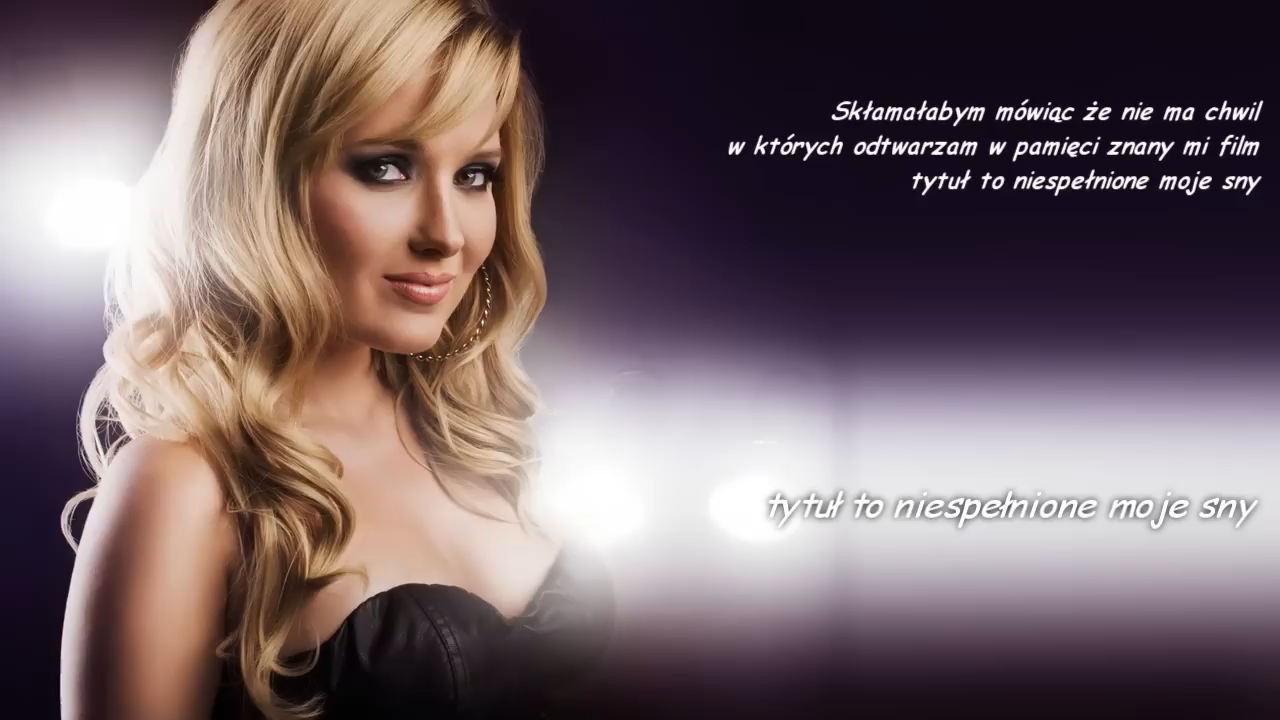 Skłamałabym mówiąc że nie ma chwil
w których odtwarzam w pamięci znany mi film
tytuł to niespełnione moje sny
tytuł to niespełnione moje sny